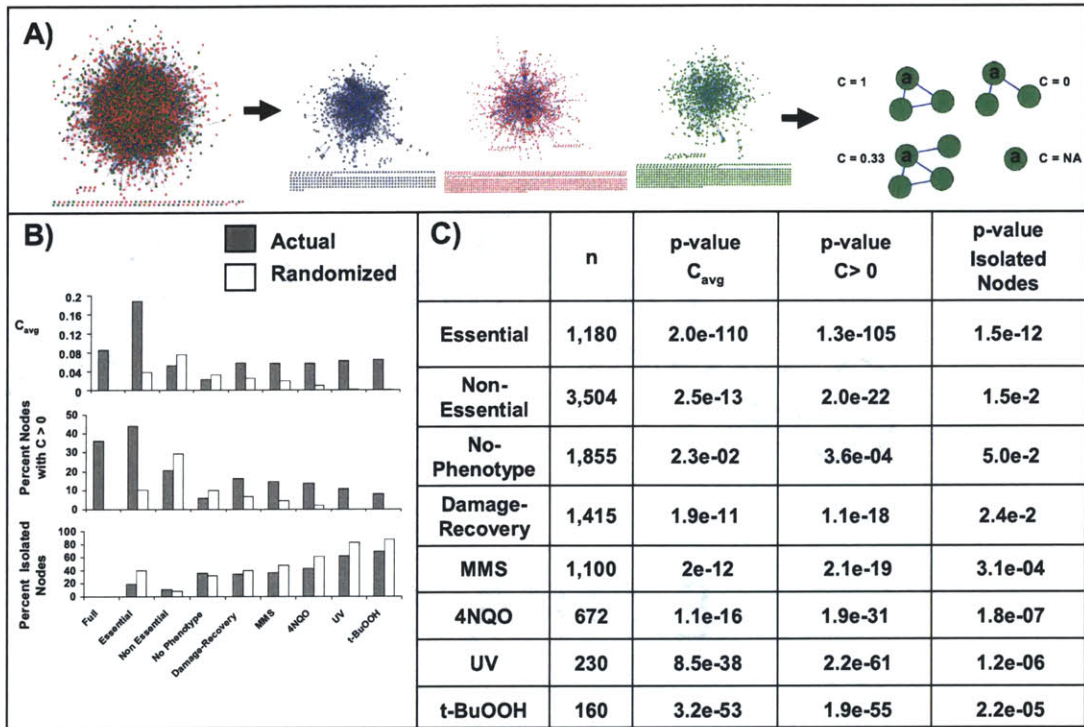 A)
C = 1
a
a
C = 0
C = 0.33
a
a
C = NA
B)
Actual
Randomized
C avg
0.2
0.16
0.12
0.08
0.04
0
Percent Nodes with C > 0
50
40
30
20
10
0
Percent Isolated Nodes
100
80
60
40
20
0
Full
Essential
Non Essential
No Phenotype
Damage-Recovery
MMS
4NQO
UV
t-BuOOH
C)
n
p-value C avg
p-value C> 0
p-value Isolated Nodes
Essential 1,180 2.0e-110 1.3e-105 1.5e-12
Non-Essential 3,504 2.5e-13 2.0e-22 1.5e-2
No-Phenotype 1,855 2.3e-02 3.6e-04 5.0e-2
Damage-Recovery 1,415 1.9e-11 1.1e-18 2.4e-2
MMS 1,100 2e-12 2.1e-19 3.1e-04
4NQO 672 1.1e-16 1.9e-31 1.8e-07
UV 230 8.5e-38 2.2e-61 1.2e-06
t-BuOOH 160 3.2e-53 1.9e-55 2.2e-05